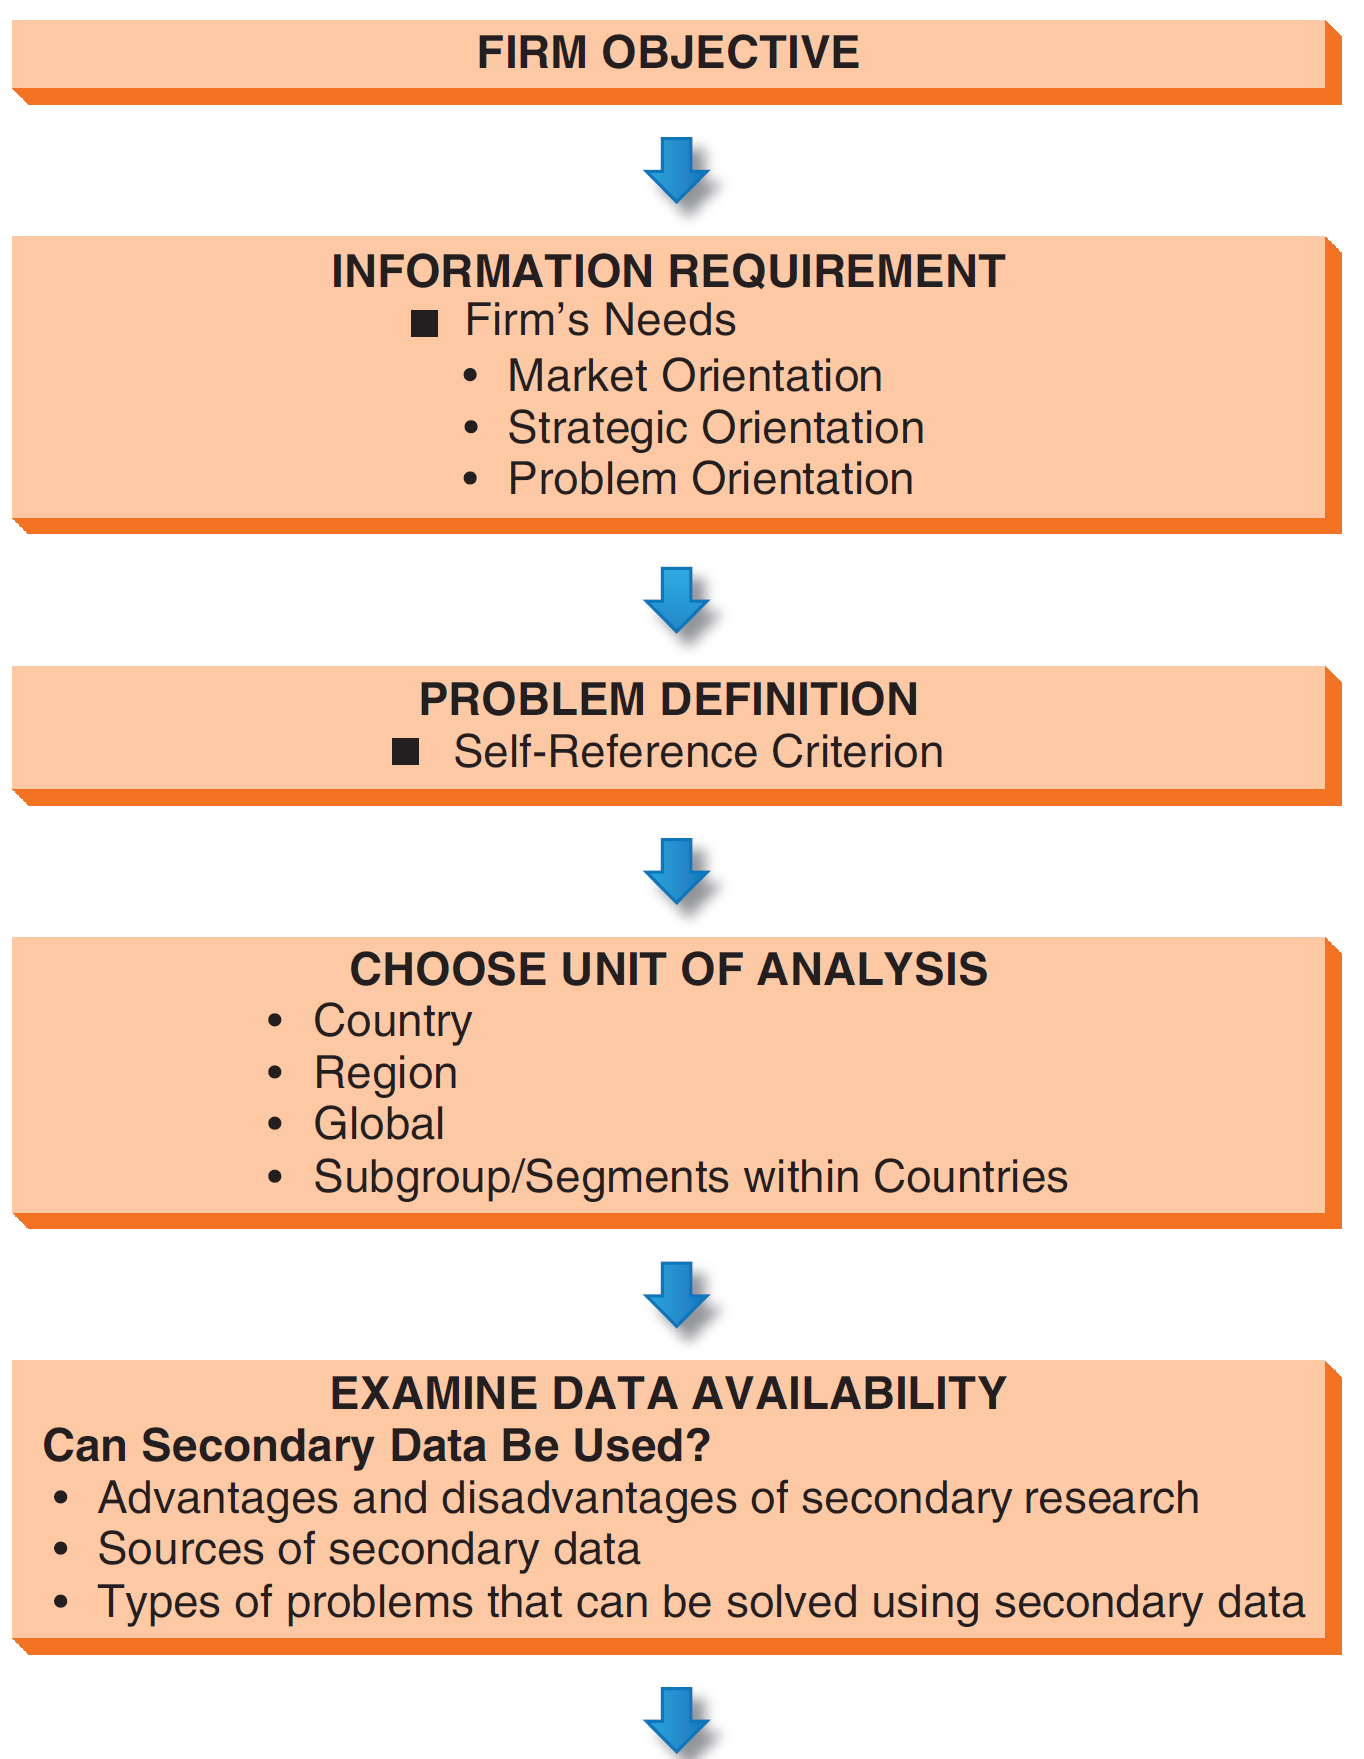 FIRM OBJECTIVE
INFORMATION REQUIREMENT
■ Firm’s Needs
• Market Orientation
• Strategic Orientation
• Problem Orientation
PROBLEM DEFINITION
■ Self-Reference Criterion
CHOOSE UNIT OF ANALYSIS
• Country
• Region
• Global
• Subgroup/Segments within Countries
EXAMINE DATA AVAILABILITY
Can Secondary Data Be Used?
• Advantages and disadvantages of secondary research
• Sources of secondary data
• Types of problems that can be solved using secondary data